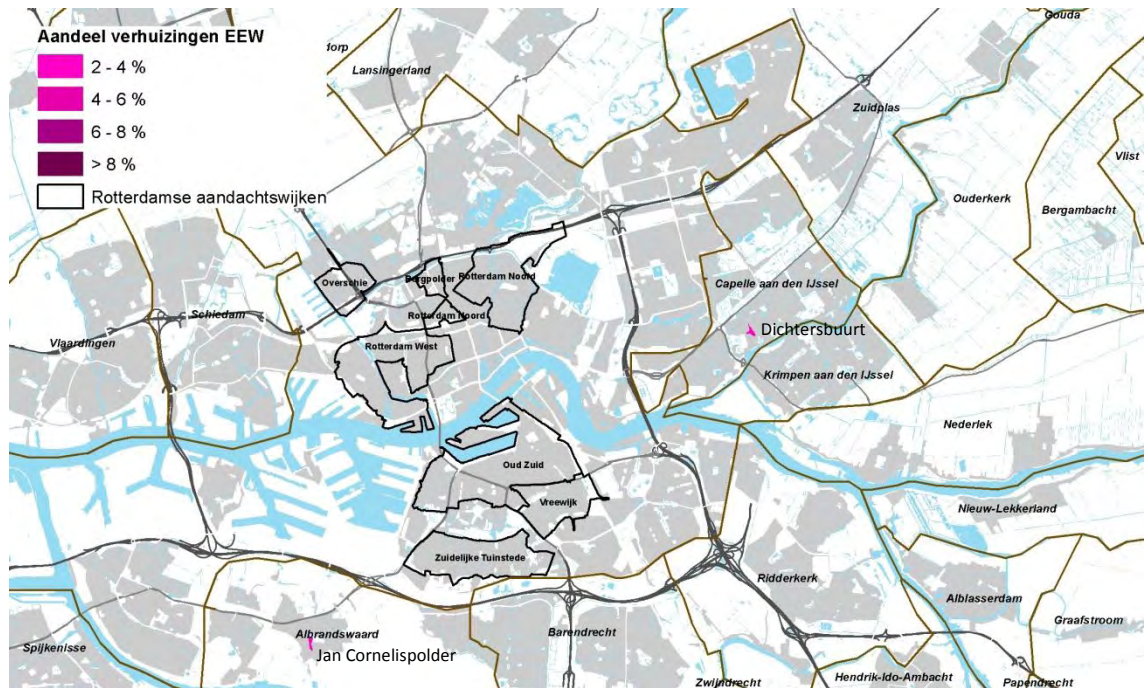 Aandeel verhuizingen EEW
2 - 4 %
4 - 6 %
6 - 8 %
> 8 %
Rotterdamse aandachtswijken
dorp
Lansingerland
Gouda
Zuidplas
Vlist
Ouderkerk
Bergambacht
Overschie
Bergpolder
Rotterdam Noord
Capelle aan den IJssel
Schiedam
Rotterdam Noord
Dichtersbuurt
Vlaardingen
Rotterdam West
Krimpen aan den IJssel
Nederlek
Oud Zuid
Vreewijk
Nieuw-Lekkerland
Zuidelijke Tuinstede
Ridderkerk
Alblasserdam
Graafstroom
Albrandswaard
Barendrecht
Spijkenisse
Jan Cornelispolder
Zwijndrecht
Hendrik-Ido-Ambacht
Papendrecht